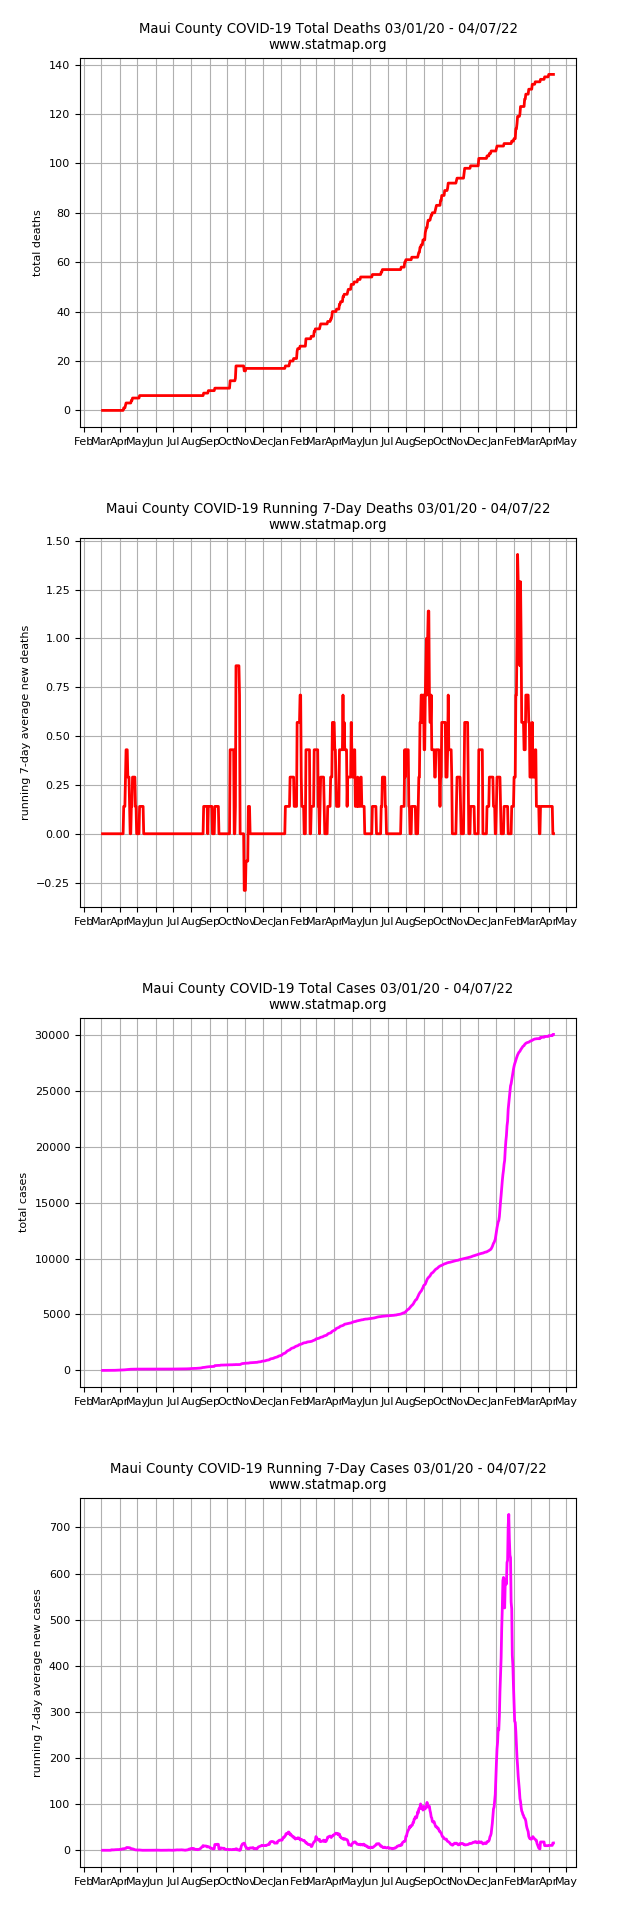 Maui County COVID-19 Total Deaths 03/01/20 - 04/07/22
www.statmap.org
140
120
100
80
60
40
20
0
total deaths
Feb Mar Apr May Jun Jul Aug Sep Oct Nov Dec Jan Feb Mar Apr May Jun Jul Aug Sep Oct Nov Dec Jan Feb Mar Apr May
Maui County COVID-19 Running 7-Day Deaths 03/01/20 - 04/07/22
www.statmap.org
1.50
1.25
1.00
0.75
0.50
0.25
0.00
−0.25
running 7-day average new deaths
Feb Mar Apr May Jun Jul Aug Sep Oct Nov Dec Jan Feb Mar Apr May Jun Jul Aug Sep Oct Nov Dec Jan Feb Mar Apr May
Maui County COVID-19 Total Cases 03/01/20 - 04/07/22
www.statmap.org
30000
25000
20000
15000
10000
5000
0
total cases
Feb Mar Apr May Jun Jul Aug Sep Oct Nov Dec Jan Feb Mar Apr May Jun Jul Aug Sep Oct Nov Dec Jan Feb Mar Apr May
Maui County COVID-19 Running 7-Day Cases 03/01/20 - 04/07/22
www.statmap.org
700
600
500
400
300
200
100
0
running 7-day average new cases
Feb Mar Apr May Jun Jul Aug Sep Oct Nov Dec Jan Feb Mar Apr May Jun Jul Aug Sep Oct Nov Dec Jan Feb Mar Apr May